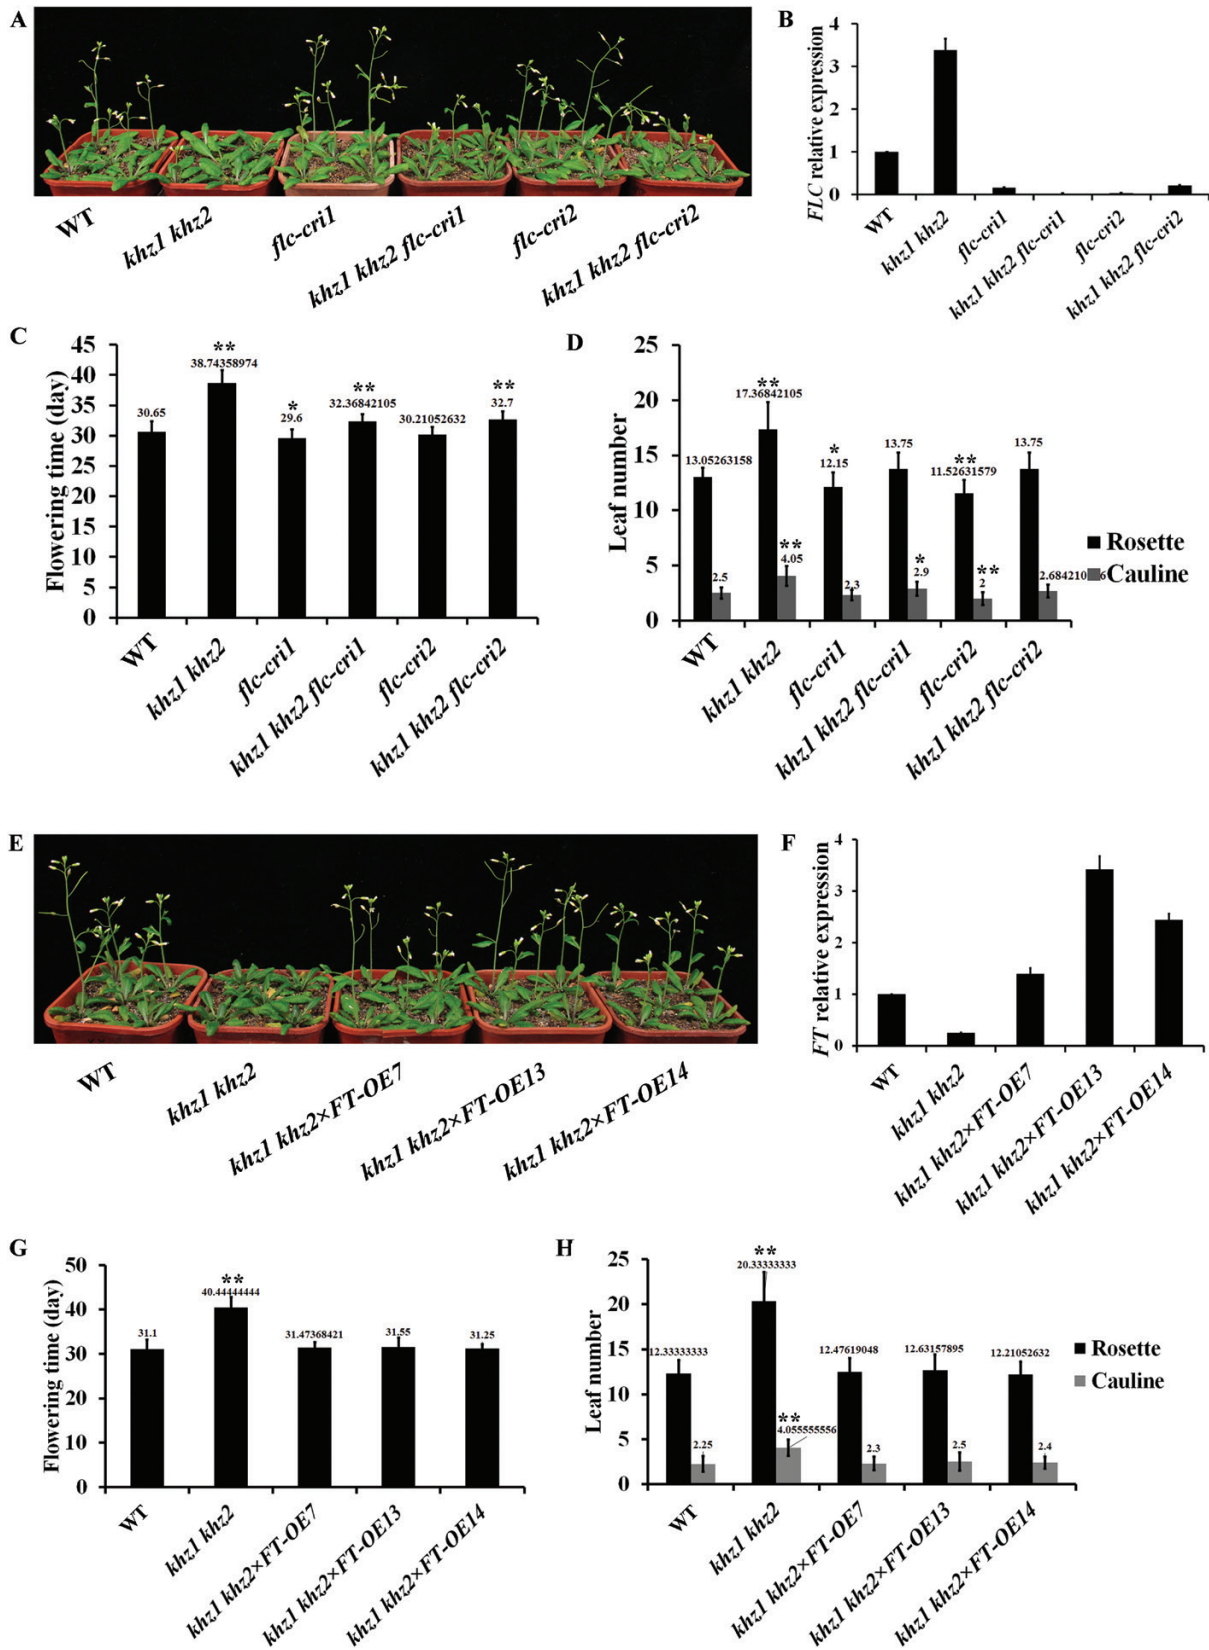 A
WT
khz1 khz2
flc-cri1
khz1 khz2 flc-cri1
flc-cri2
khz1 khz2 flc-cri2
B
FLC relative expression
4
3
2
1
0
WT
khz1 khz2
flc-cri1
khz1 khz2 flc-cri1
flc-cri2
khz1 khz2 flc-cri2
C
Flowering time (day)
45
40
35
30
25
20
15
10
5
0
30.65
**
38.74358974
*
29.6
**
32.36842105
30.21052632
**
32.7
WT
khz1 khz2
flc-cri1
khz1 khz2 flc-cri1
flc-cri2
khz1 khz2 flc-cri2
D
Leaf number
25
20
15
10
5
0
13.05263158
2.5
**
17.36842105
**
4.05
*
12.15
2.3
13.75
*
2.9
**
11.52631579
**
2
13.75
Rosette
Cauline
WT
khz1 khz2
flc-cri1
khz1 khz2 flc-cri1
flc-cri2
khz1 khz2 flc-cri2
E
WT
khz1 khz2
khz1 khz2×FT-OE7
khz1 khz2×FT-OE13
khz1 khz2×FT-OE14
F
FT relative expression
4
3
2
1
0
WT
khz1 khz2
khz1 khz2×FT-OE7
khz1 khz2×FT-OE13
khz1 khz2×FT-OE14
G
Flowering time (day)
50
40
30
20
10
0
31.1
**
40.44444444
31.47368421
31.55
31.25
WT
khz1 khz2
khz1 khz2×FT-OE7
khz1 khz2×FT-OE13
khz1 khz2×FT-OE14
H
Leaf number
25
20
15
10
5
0
12.33333333
2.25
**
20.33333333
**
4.055555556
12.47619048
2.3
12.63157895
2.5
12.21052632
2.4
Rosette
Cauline
WT
khz1 khz2
khz1 khz2×FT-OE7
khz1 khz2×FT-OE13
khz1 khz2×FT-OE14